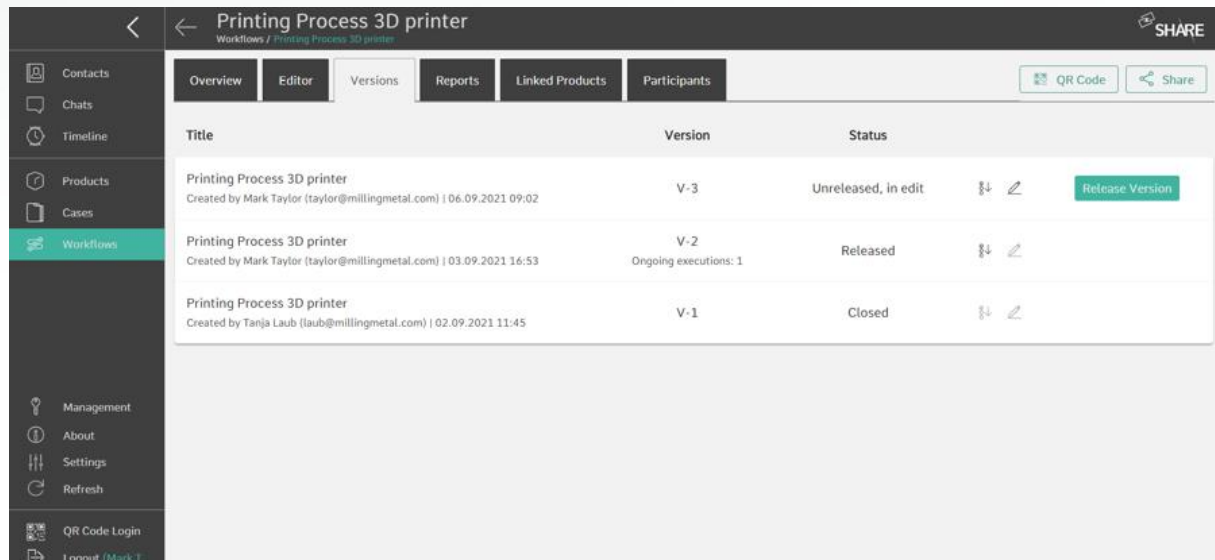 Printing Process 3D printer
Workflows / Printing Process 3D printer
SHARE
Contacts
Chats
Timeline
Products
Cases
Workflows
Management
About
Settings
Refresh
QR Code Login
Logout (Mark T
Overview Editor Versions Reports Linked Products Participants QR Code Share
Title Version Status
Printing Process 3D printer V-3 Unreleased, in edit Release Version
Created by Mark Taylor (taylor@millingmetal.com) | 06.09.2021 09:02
Printing Process 3D printer V-2 Released
Created by Mark Taylor (taylor@millingmetal.com) | 03.09.2021 16:53 Ongoing executions: 1
Printing Process 3D printer V-1 Closed
Created by Tanja Laub (laub@millingmetal.com) | 02.09.2021 11:45